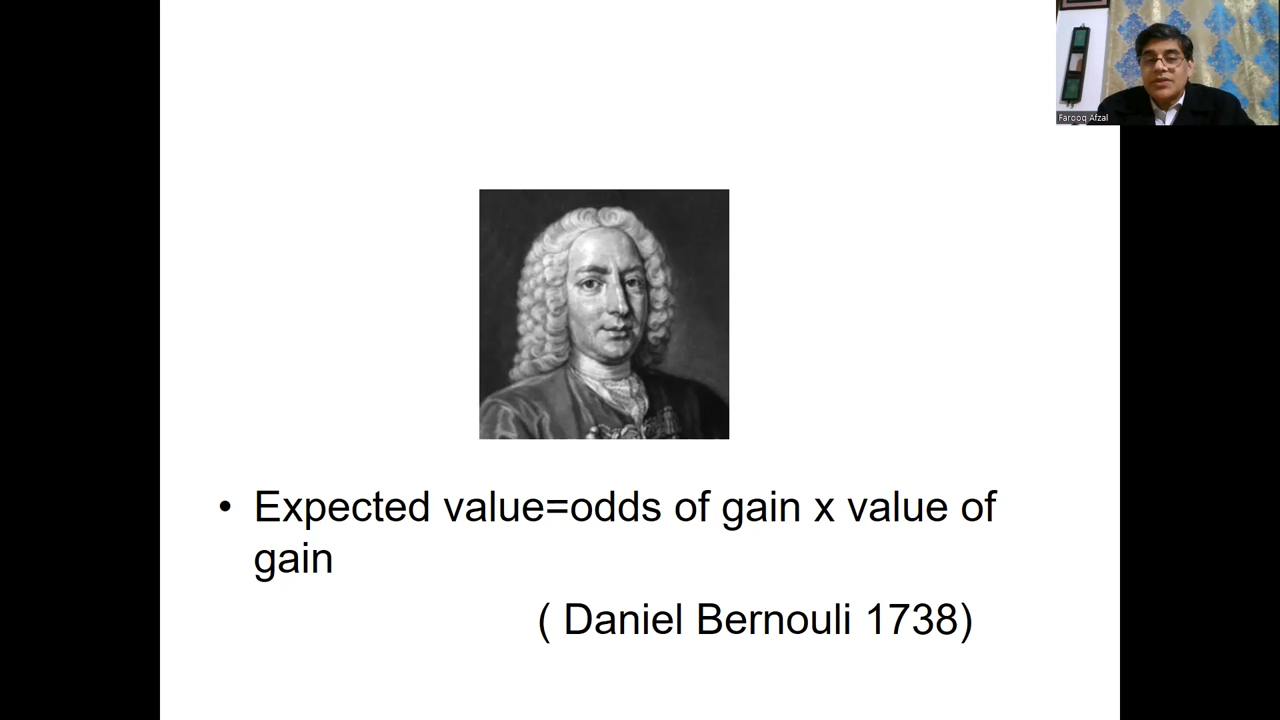 Farooq Afzal
• Expected value=odds of gain x value of
gain
( Daniel Bernouli 1738)